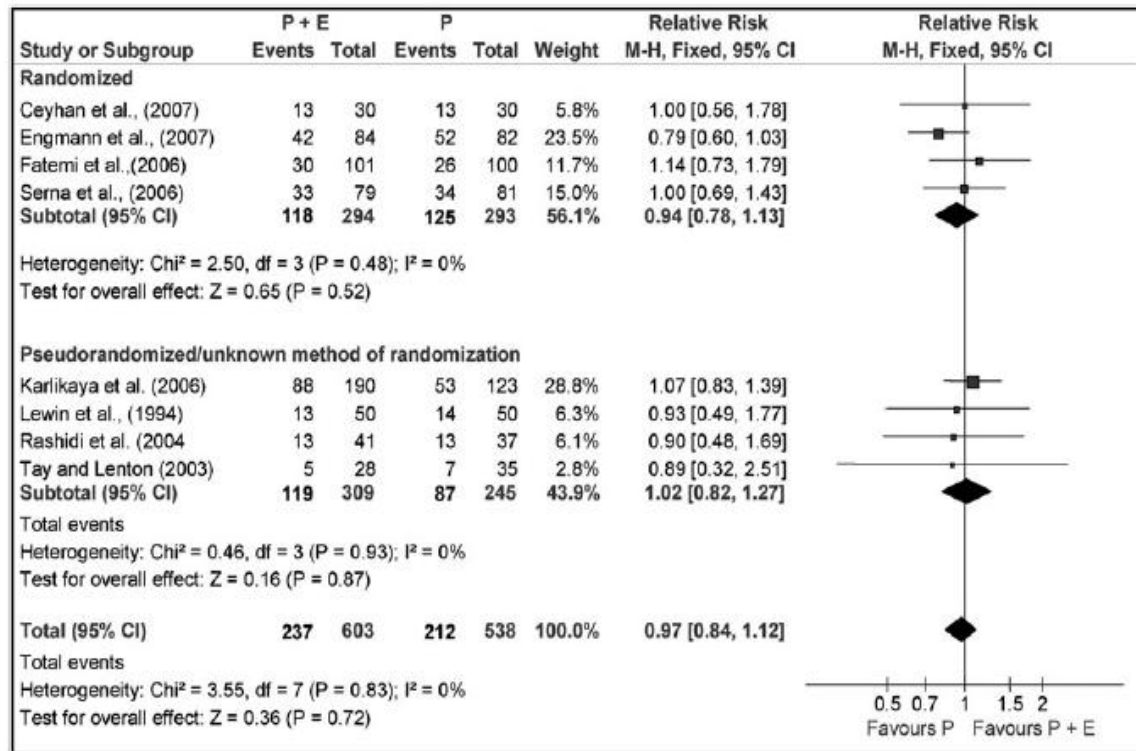 P + E P Relative Risk Relative Risk
Study or Subgroup Events Total Events Total Weight M-H, Fixed, 95% CI M-H, Fixed, 95% CI
Randomized
Ceyhan et al., (2007) 13 30 13 30 5.8% 1.00 [0.56, 1.78]
Engmann et al., (2007) 42 84 52 82 23.5% 0.79 [0.60, 1.03]
Fatemi et al.,(2006) 30 101 26 100 11.7% 1.14 [0.73, 1.79]
Serna et al., (2006) 33 79 34 81 15.0% 1.00 [0.69, 1.43]
Subtotal (95% CI) 118 294 125 293 56.1% 0.94 [0.78, 1.13]
Heterogeneity: Chi² = 2.50, df = 3 (P = 0.48); I² = 0%
Test for overall effect: Z = 0.65 (P = 0.52)
Pseudorandomized/unknown method of randomization
Karlikaya et al. (2006) 88 190 53 123 28.8% 1.07 [0.83, 1.39]
Lewin et al., (1994) 13 50 14 50 6.3% 0.93 [0.49, 1.77]
Rashidi et al. (2004 13 41 13 37 6.1% 0.90 [0.48, 1.69]
Tay and Lenton (2003) 5 28 7 35 2.8% 0.89 [0.32, 2.51]
Subtotal (95% CI) 119 309 87 245 43.9% 1.02 [0.82, 1.27]
Total events
Heterogeneity: Chi² = 0.46, df = 3 (P = 0.93); I² = 0%
Test for overall effect: Z = 0.16 (P = 0.87)
Total (95% CI) 237 603 212 538 100.0% 0.97 [0.84, 1.12]
Total events
Heterogeneity: Chi² = 3.55, df = 7 (P = 0.83); I² = 0%
Test for overall effect: Z = 0.36 (P = 0.72)
0.5 0.7 1 1.5 2
Favours P Favours P + E